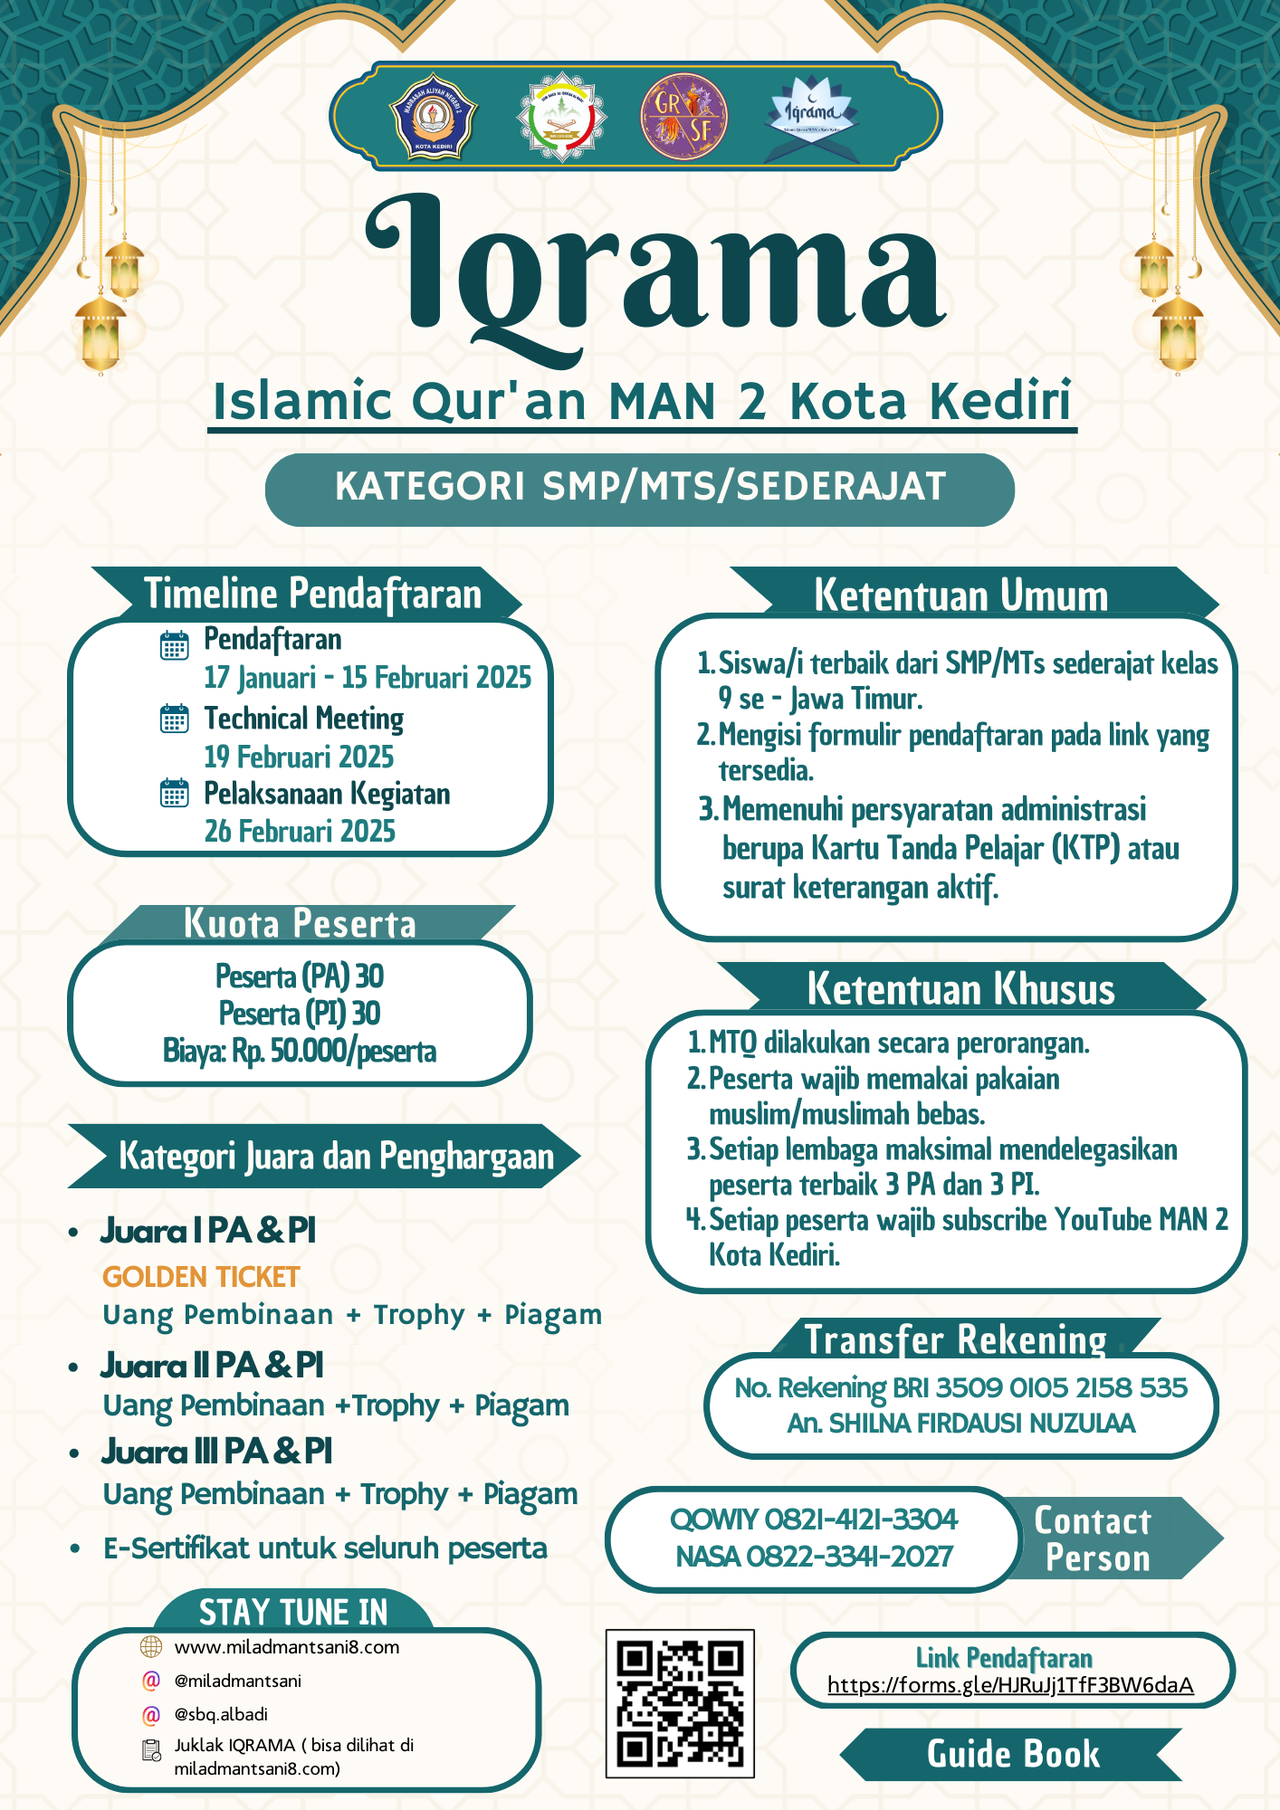 MADRASAH ALIYAH NEGERI 2
KOTA KEDIRI
GR
SF
Iqrama
Iqrama
Islamic Qur'an MAN 2 Kota Kediri
KATEGORI SMP/MTS/SEDERAJAT
Timeline Pendaftaran
Pendaftaran
17 Januari - 15 Februari 2025
Technical Meeting
19 Februari 2025
Pelaksanaan Kegiatan
26 Februari 2025
Kuota Peserta
Peserta (PA) 30
Peserta (PI) 30
Biaya: Rp. 50.000/peserta
Kategori Juara dan Penghargaan
• Juara I PA & PI
GOLDEN TICKET
Uang Pembinaan + Trophy + Piagam
• Juara II PA & PI
Uang Pembinaan +Trophy + Piagam
• Juara III PA & PI
Uang Pembinaan + Trophy + Piagam
• E-Sertifikat untuk seluruh peserta
STAY TUNE IN
www.miladmantsani8.com
@miladmantsani
@sbq.albadi
Juklak IQRAMA ( bisa dilihat di
miladmantsani8.com)
Ketentuan Umum
1. Siswa/i terbaik dari SMP/MTs sederajat kelas
9 se - Jawa Timur.
2. Mengisi formulir pendaftaran pada link yang
tersedia.
3. Memenuhi persyaratan administrasi
berupa Kartu Tanda Pelajar (KTP) atau
surat keterangan aktif.
Ketentuan Khusus
1. MTQ dilakukan secara perorangan.
2. Peserta wajib memakai pakaian
muslim/muslimah bebas.
3. Setiap lembaga maksimal mendelegasikan
peserta terbaik 3 PA dan 3 PI.
4. Setiap peserta wajib subscribe YouTube MAN 2
Kota Kediri.
Transfer Rekening
No. Rekening BRI 3509 0105 2158 535
An. SHILNA FIRDAUSI NUZULAA
QOWIY 0821-4121-3304
NASA 0822-3341-2027
Contact
Person
Link Pendaftaran
https://forms.gle/HJRuJj1TfF3BW6daA
Guide Book